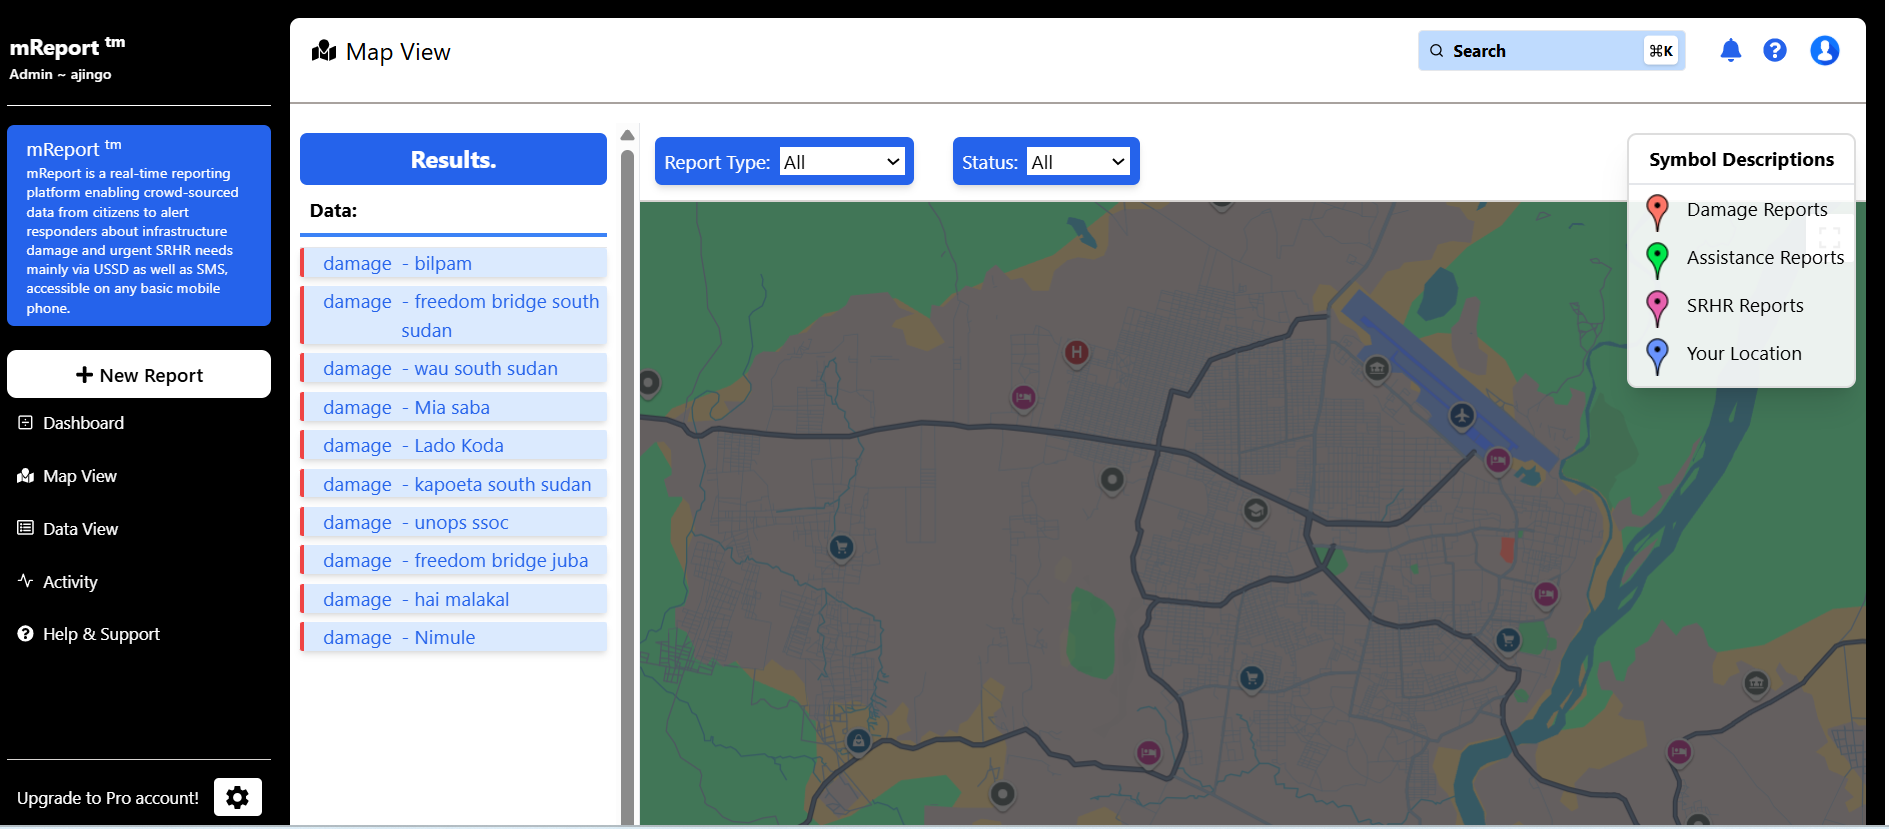 mReport tm
Admin ~ ajingo
mReport tm
mReport is a real-time reporting
platform enabling crowd-sourced
data from citizens to alert
responders about infrastructure
damage and urgent SRHR needs
mainly via USSD as well as SMS,
accessible on any basic mobile
phone.
New Report
Dashboard
Map View
Data View
Activity
Help & Support
Upgrade to Pro account!
Map View
Search
⌘K
Results.
Data:
damage - bilpam
damage - freedom bridge south
sudan
damage - wau south sudan
damage - Mia saba
damage - Lado Koda
damage - kapoeta south sudan
damage - unops ssoc
damage - freedom bridge juba
damage - hai malakal
damage - Nimule
Report Type: All
Status: All
Symbol Descriptions
Damage Reports
Assistance Reports
SRHR Reports
Your Location
H